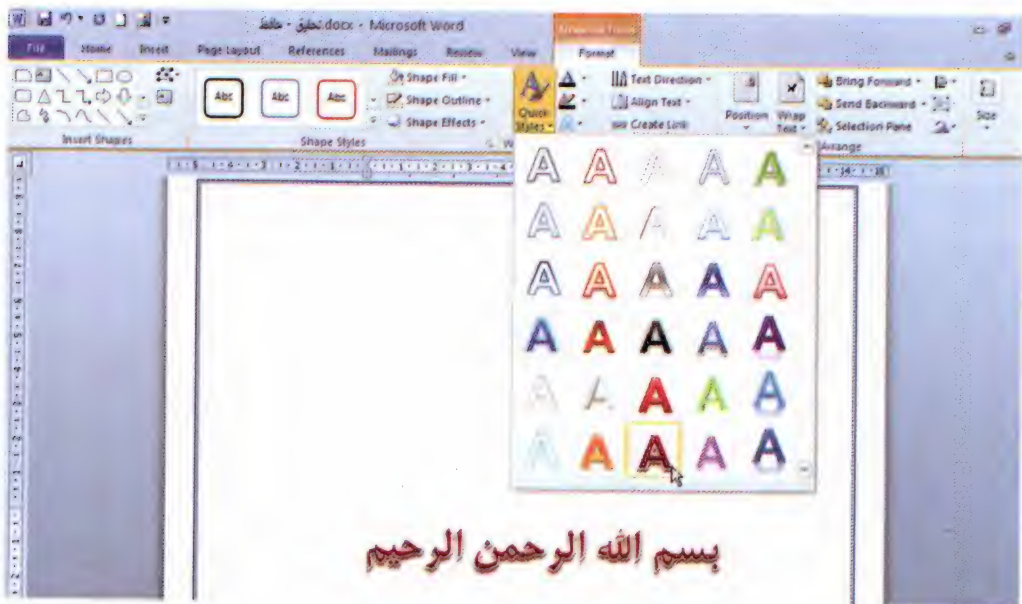 تحقيق - حافظ.docx - Microsoft Word
File Home Insert Page Layout References Mailings Review View Format
Abc Abc Abc
Shape Fill
Shape Outline
Shape Effects
Quick Styles
Text Direction
Align Text
Create Link
Position
Wrap Text
Bring Forward
Send Backward
Selection Pane
Size
Insert Shapes
Shape Styles
Arrange
A A A A A
A A A A A
A A A A A
A A A A A
A A A A A
A A A A A
بسم الله الرحمن الرحيم